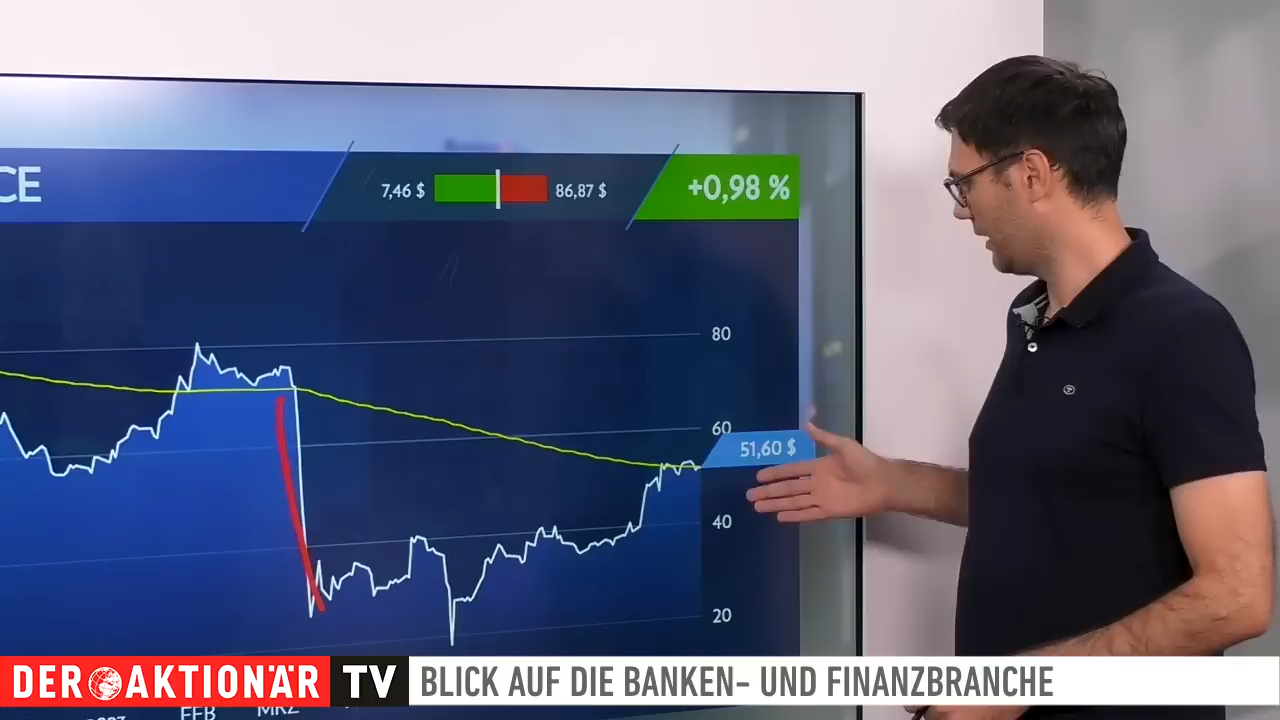 CE
7,46 $
86,87 $
+0,98 %
80
60
51,60 $
40
20
DER AKTIONÄR TV
BLICK AUF DIE BANKEN- UND FINANZBRANCHE
FEB
MRZ